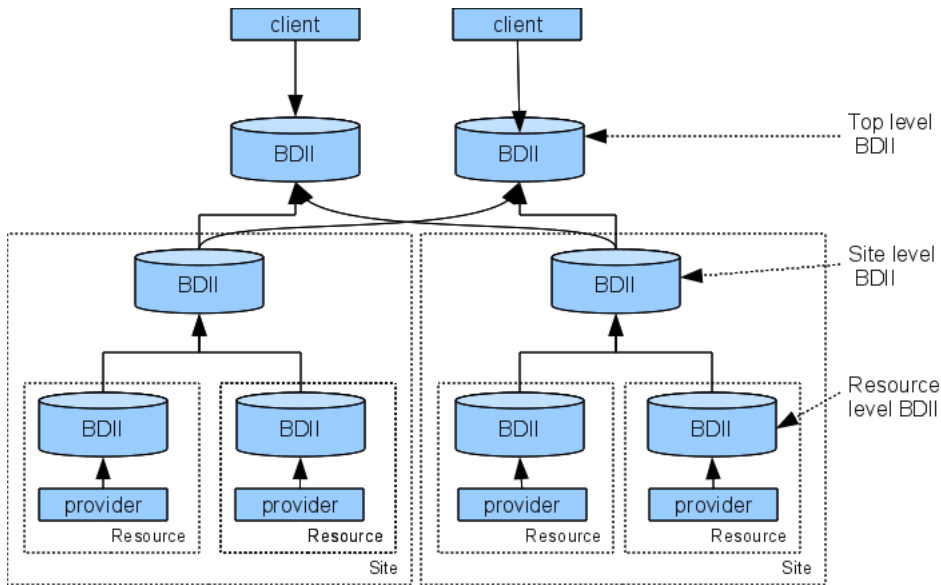 client
client
BDII
BDII
Top level
BDII
BDII
BDII
Site level
BDII
BDII
BDII
BDII
BDII
Resource
level BDII
provider
provider
provider
provider
Resource
Resource
Resource
Resource
Site
Site